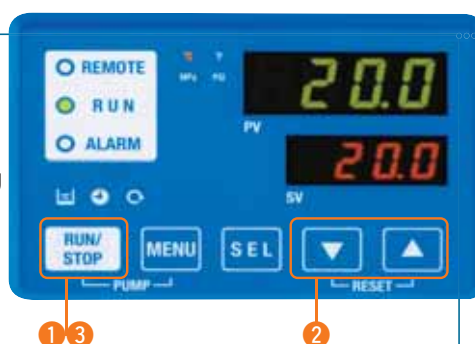 REMOTE
RUN
ALARM
°C °F
MPa PSI
20.0
PV
20.0
SV
RUN/
STOP
MENU
SEL
▼
▲
PUMP
RESET
1 3
2